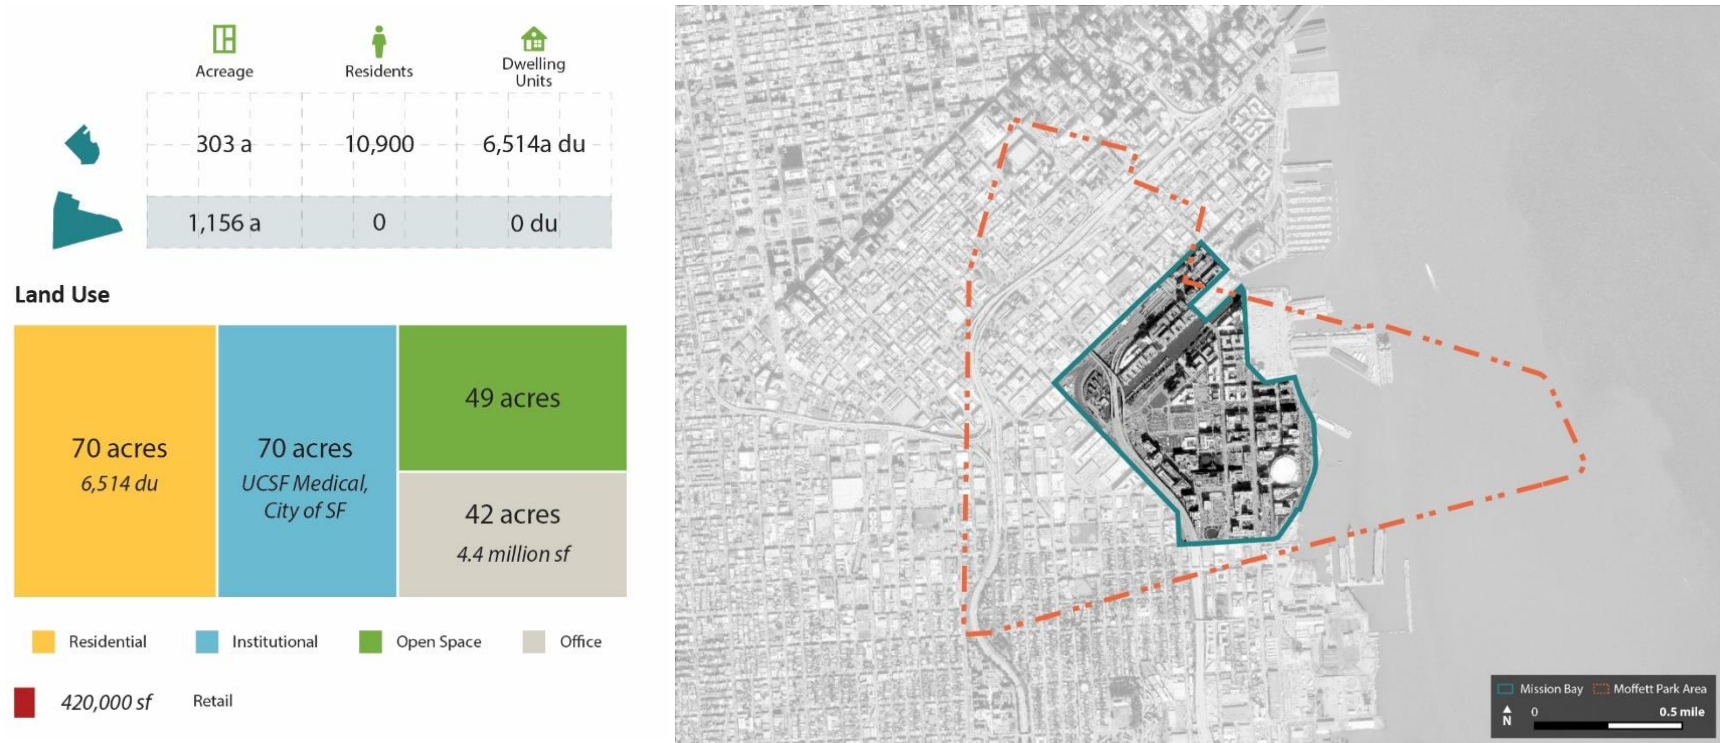 Acreage
Residents
Dwelling
Units
303 a
10,900
6,514a du
1,156 a
0
0 du
Land Use
70 acres
6,514 du
70 acres
UCSF Medical,
City of SF
49 acres
42 acres
4.4 million sf
Residential
Institutional
Open Space
Office
420,000 sf
Retail
Mission Bay
Moffett Park Area
N
0
0.5 mile